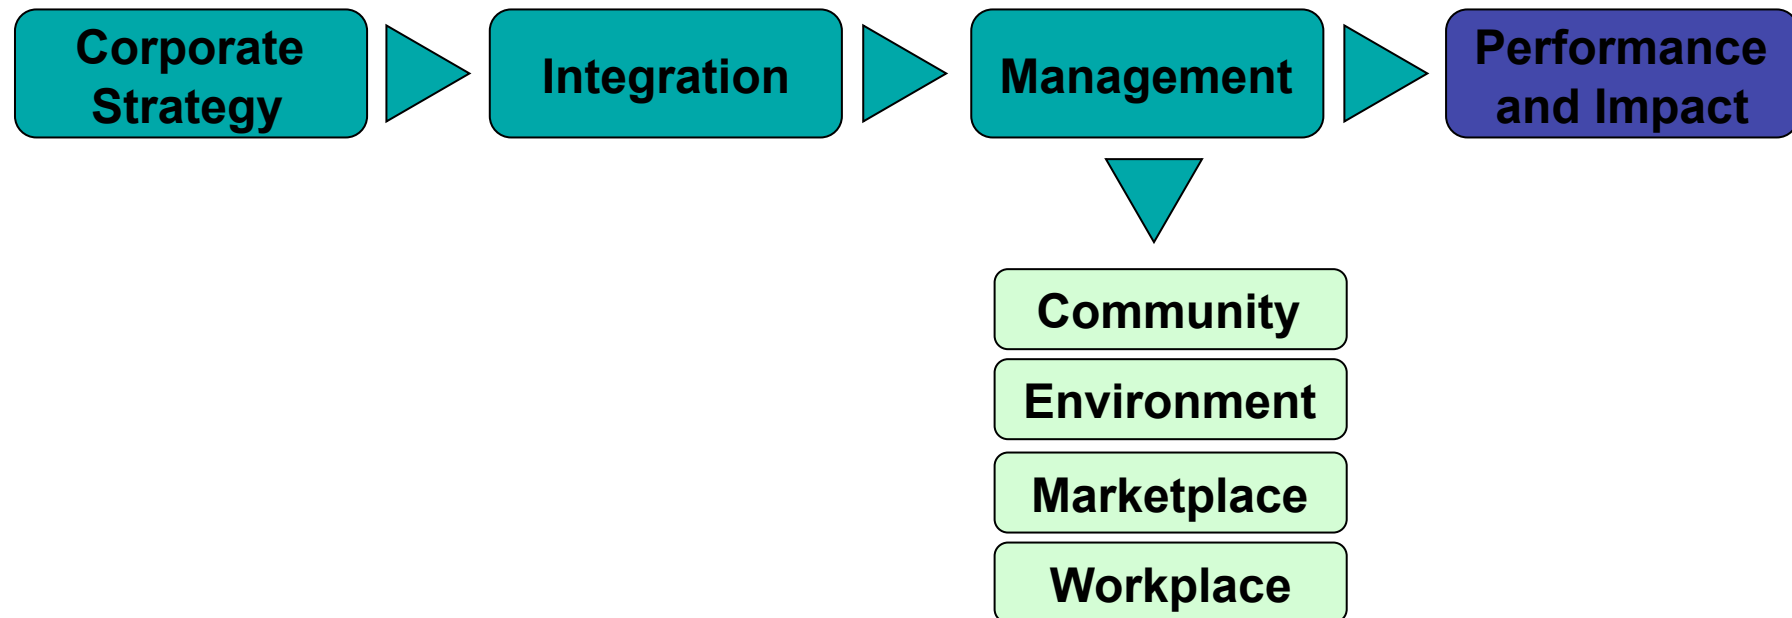 Corporate
Strategy
Integration
Management
Performance
and Impact
Community
Environment
Marketplace
Workplace